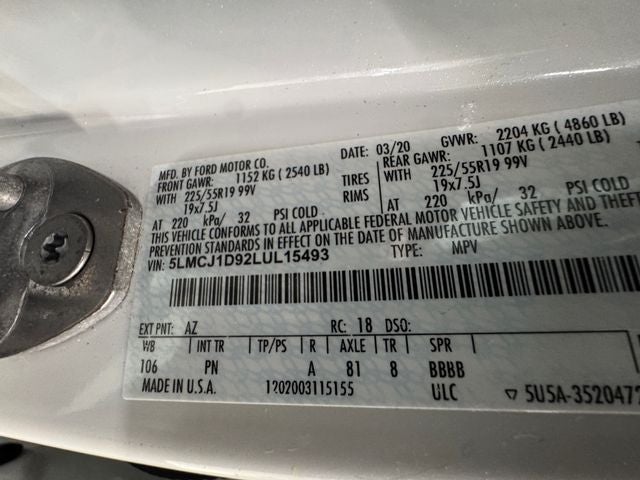 MFD. BY FORD MOTOR CO. DATE: 03/20 GVWR: 2204 KG ( 4860 LB)
FRONT GAWR: 1152 KG ( 2540 LB) REAR GAWR: 1107 KG ( 2440 LB)
WITH 225/55R19 99V TIRES WITH 225/55R19 99V
19x7.5J RIMS 19x7.5J
AT 220 kPa/ 32 PSI COLD AT 220 kPa/ 32 PSI COLD
THIS VEHICLE CONFORMS TO ALL APPLICABLE FEDERAL MOTOR VEHICLE SAFETY AND THEFT
PREVENTION STANDARDS IN EFFECT ON THE DATE OF MANUFACTURE SHOWN ABOVE.
VIN: 5LMCJ1D92LUL15493 TYPE: MPV
EXT PNT: AZ RC: 18 DSO:
WB INT TR TP/PS R AXLE TR SPR
106 PN A 81 8 BBBB
MADE IN U.S.A. 1202003115155 ULC ▽ 5U5A-3520472